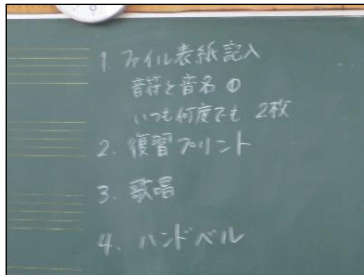 1. ファイル表紙記入
音符と音名①
いつも何度でも 2枚
2. 復習プリント
3. 歌唱
4. ハンドベル